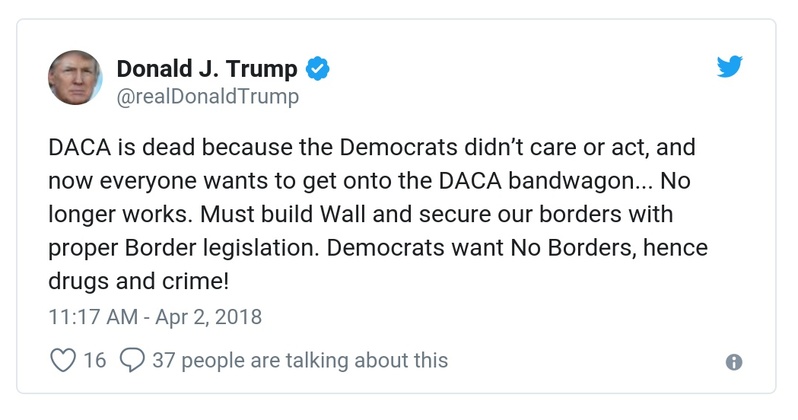 Donald J. Trump
@realDonaldTrump
DACA is dead because the Democrats didn’t care or act, and
now everyone wants to get onto the DACA bandwagon... No
longer works. Must build Wall and secure our borders with
proper Border legislation. Democrats want No Borders, hence
drugs and crime!
11:17 AM - Apr 2, 2018
16 37 people are talking about this